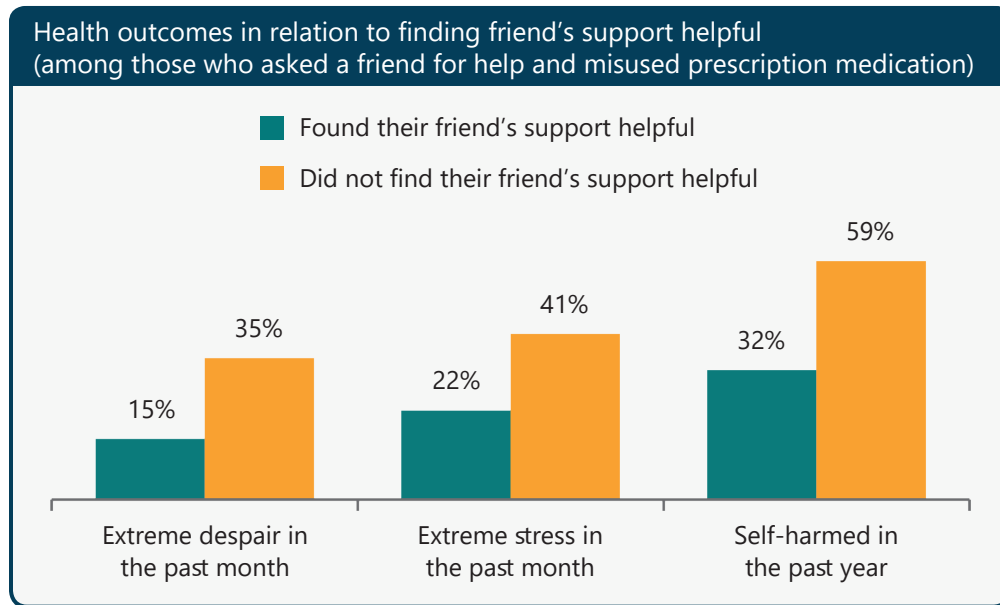 Health outcomes in relation to finding friend’s support helpful
(among those who asked a friend for help and misused prescription medication)
Found their friend’s support helpful
Did not find their friend’s support helpful
15%
35%
22%
41%
32%
59%
Extreme despair in
the past month
Extreme stress in
the past month
Self-harmed in
the past year